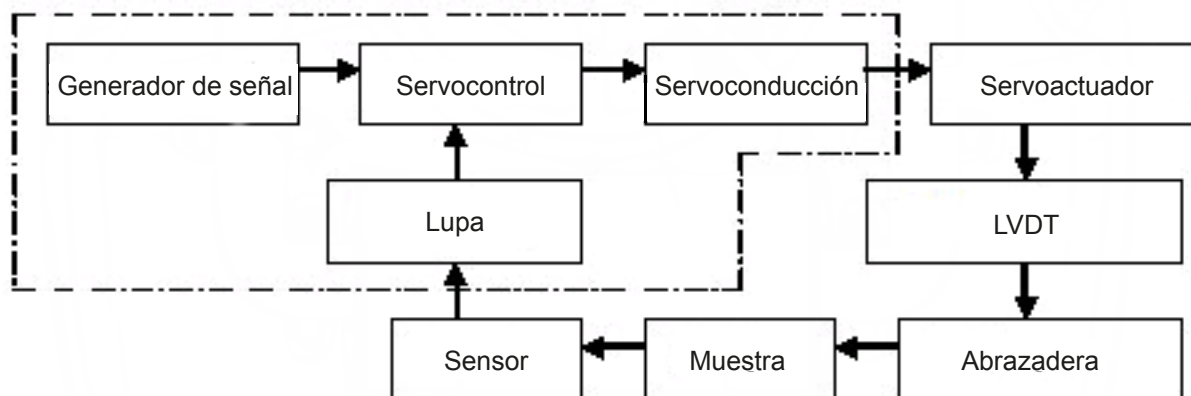 Generador de señal
Servocontrol
Servoconducción
Servoactuador
Lupa
LVDT
Sensor
Muestra
Abrazadera